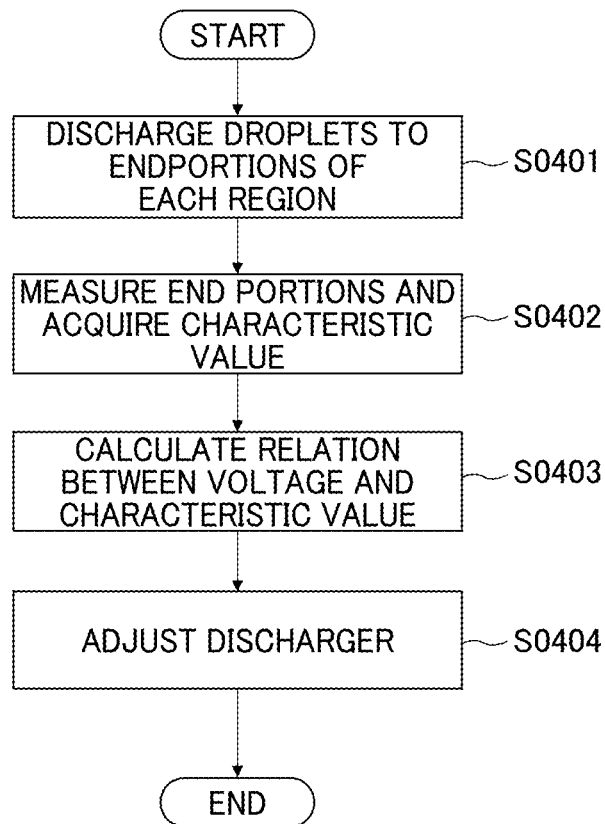 START
DISCHARGE DROPLETS TO
ENDPORTIONS OF
EACH REGION
S0401
MEASURE END PORTIONS AND
ACQUIRE CHARACTERISTIC
VALUE
S0402
CALCULATE RELATION
BETWEEN VOLTAGE AND
CHARACTERISTIC VALUE
S0403
ADJUST DISCHARGER
S0404
END